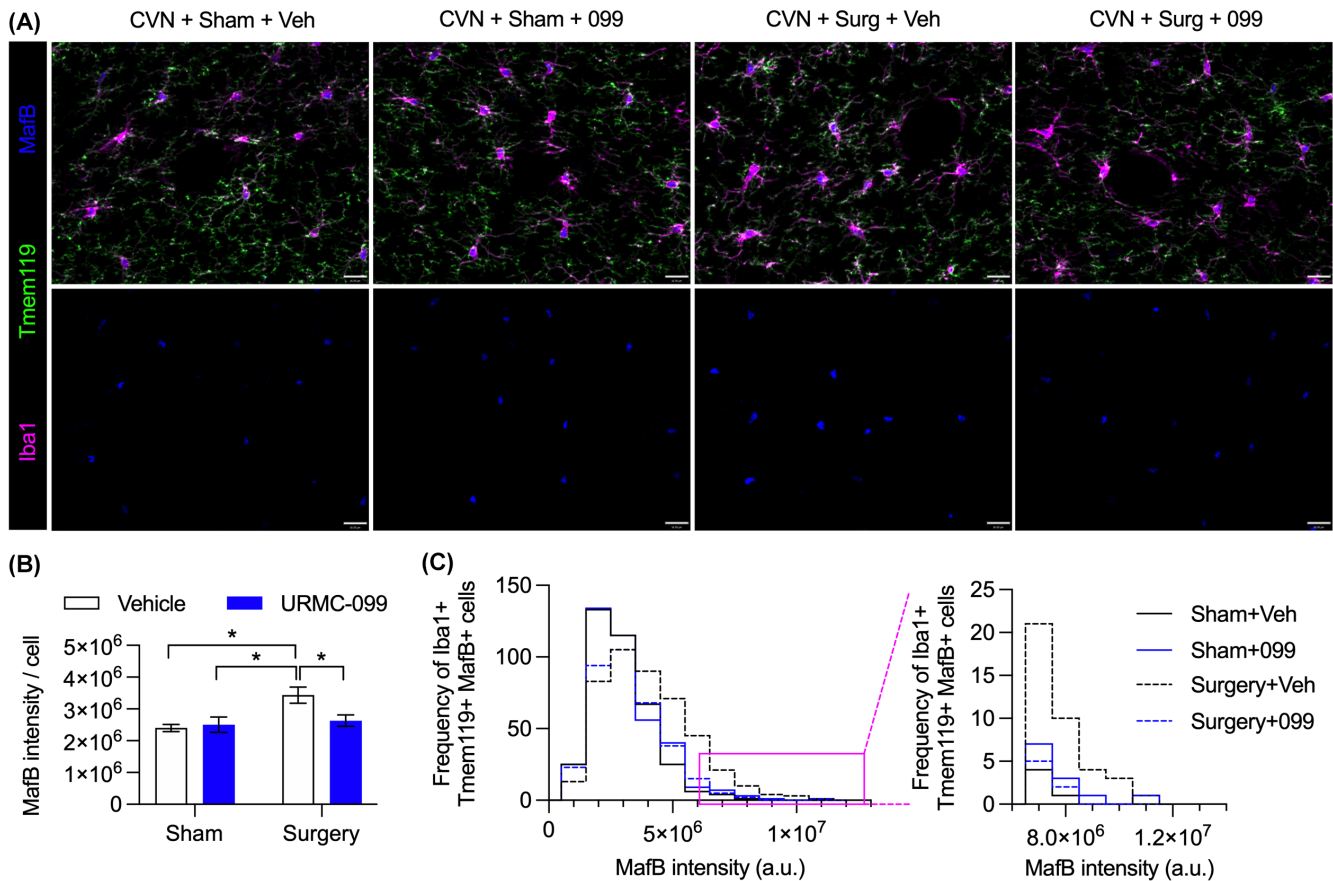 (A)
CVN + Sham + Veh
CVN + Sham + 099
CVN + Surg + Veh
CVN + Surg + 099
MafB
Tmem119
Iba1
(B)
Vehicle
URMC-099
MafB intensity / cell
5×10⁶
4×10⁶
3×10⁶
2×10⁶
1×10⁶
0
*
*
*
Sham
Surgery
(C)
Frequency of Iba1+
Tmem119+ MafB+ cells
150
100
50
0
0
5×10⁶
1×10⁷
MafB intensity (a.u.)
Frequency of Iba1+
Tmem119+ MafB+ cells
25
20
15
10
5
0
8.0×10⁶
1.2×10⁷
MafB intensity (a.u.)
Sham+Veh
Sham+099
Surgery+Veh
Surgery+099